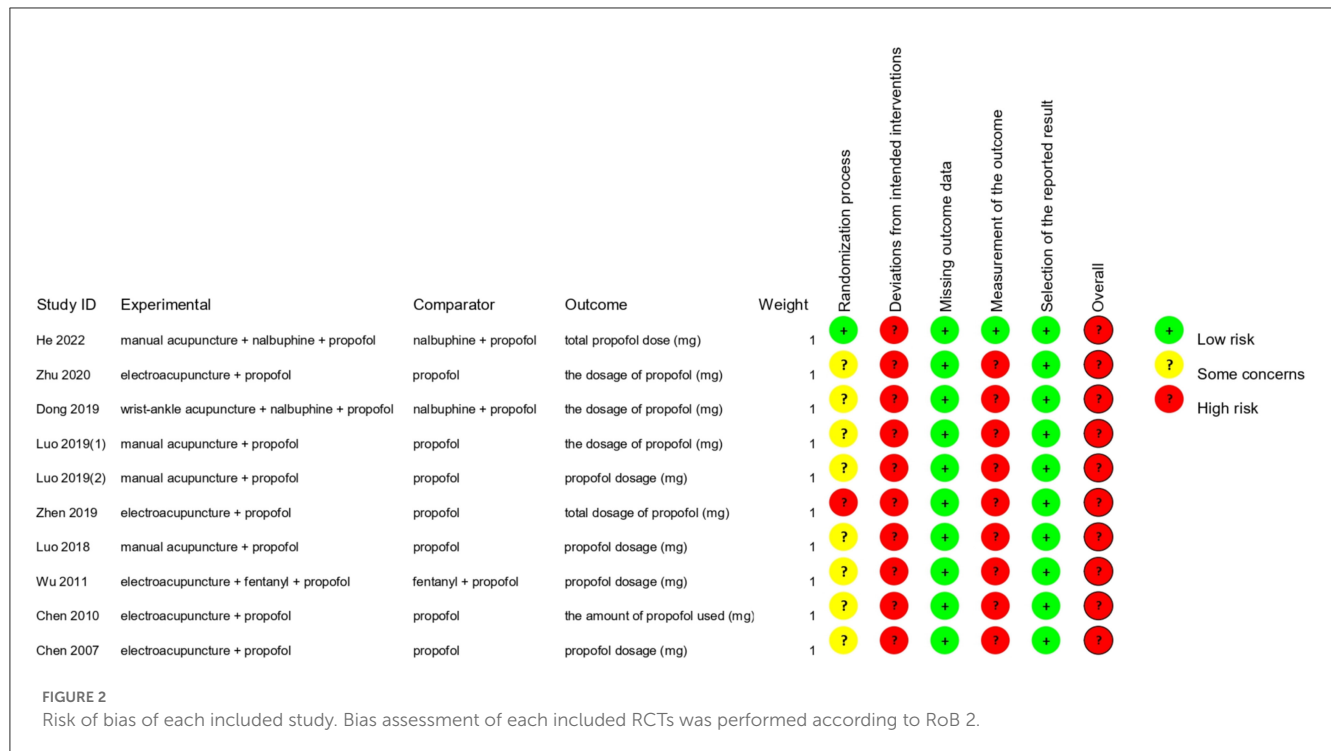 Randomization process
Deviations from intended interventions
Missing outcome data
Measurement of the outcome
Selection of the reported result
Overall
Study ID Experimental Comparator Outcome Weight
He 2022 manual acupuncture + nalbuphine + propofol nalbuphine + propofol total propofol dose (mg) 1 + ? + + + ?
Zhu 2020 electroacupuncture + propofol propofol the dosage of propofol (mg) 1 ? ? + ? + ?
Dong 2019 wrist-ankle acupuncture + nalbuphine + propofol nalbuphine + propofol the dosage of propofol (mg) 1 ? ? + ? + ?
Luo 2019(1) manual acupuncture + propofol propofol the dosage of propofol (mg) 1 ? ? + ? + ?
Luo 2019(2) manual acupuncture + propofol propofol propofol dosage (mg) 1 ? ? + ? + ?
Zhen 2019 electroacupuncture + propofol propofol total dosage of propofol (mg) 1 ? ? + ? + ?
Luo 2018 manual acupuncture + propofol propofol propofol dosage (mg) 1 ? ? + ? + ?
Wu 2011 electroacupuncture + fentanyl + propofol fentanyl + propofol propofol dosage (mg) 1 ? ? + ? + ?
Chen 2010 electroacupuncture + propofol propofol the amount of propofol used (mg) 1 ? ? + ? + ?
Chen 2007 electroacupuncture + propofol propofol propofol dosage (mg) 1 ? ? + ? + ?
+ Low risk
? Some concerns
? High risk
FIGURE 2
Risk of bias of each included study. Bias assessment of each included RCTs was performed according to RoB 2.